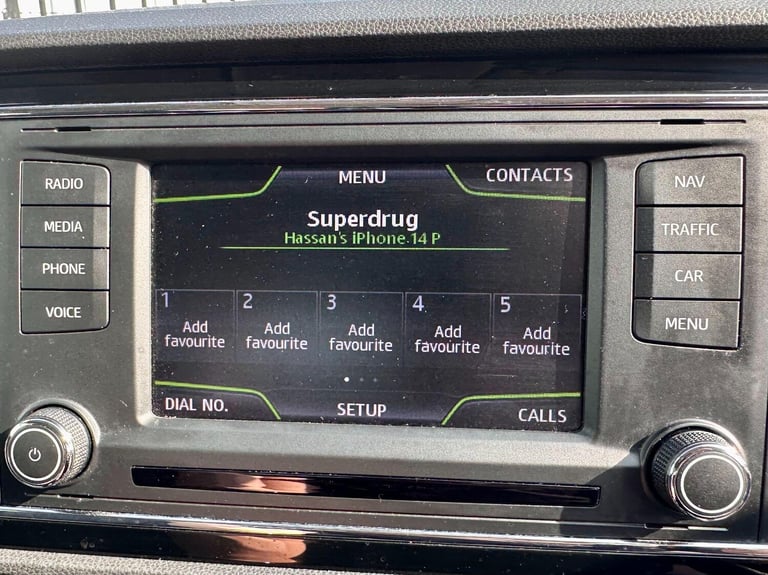 RADIO
MEDIA
PHONE
VOICE
MENU
CONTACTS
Superdrug
Hassan's iPhone 14 P
1
Add
favourite
2
Add
favourite
3
Add
favourite
4
Add
favourite
5
Add
favourite
DIAL NO.
SETUP
CALLS
NAV
TRAFFIC
CAR
MENU